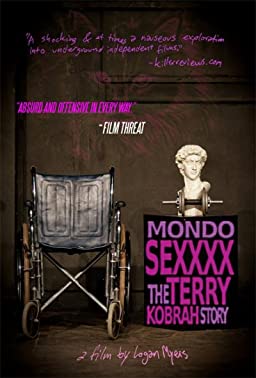 "A shocking & at times a nauseous exploration
into underground independent films."
- killerreviews.com
"ABSURD AND OFFENSIVE IN EVERY WAY."
- FILM THREAT
MONDO
SEXXXX
THE TERRY
KOBRAH STORY
a film by Logan Myers